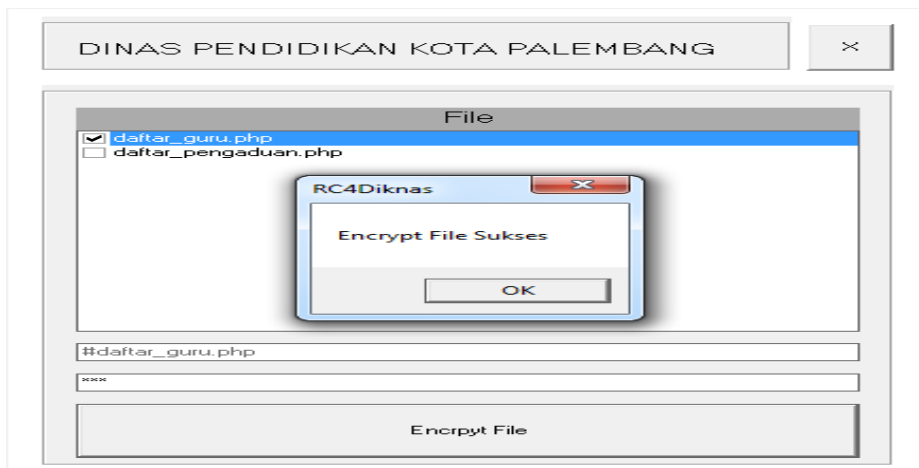 DINAS PENDIDIKAN KOTA PALEMBANG
×
File
daftar_guru.php
daftar_pengaduan.php
RC4Diknas
Encrypt File Sukses
OK
#daftar_guru.php
***
Encrpyt File